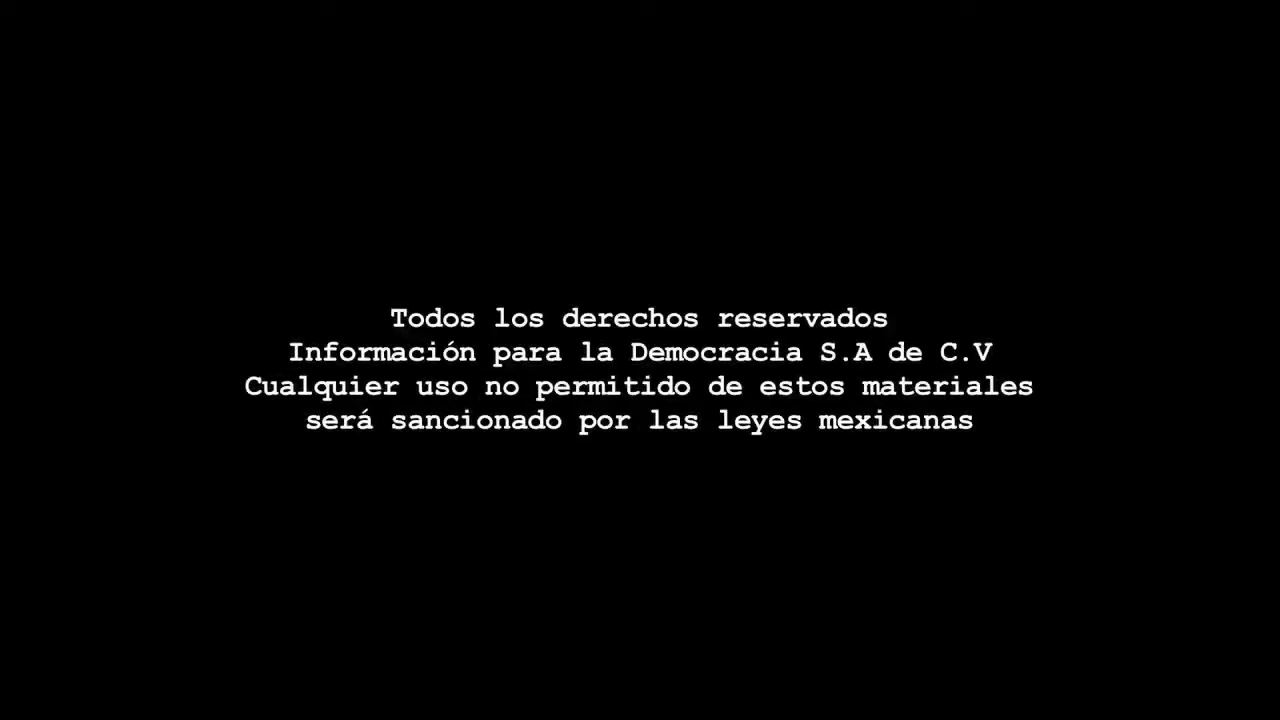 Todos los derechos reservados
Información para la Democracia S.A de C.V
Cualquier uso no permitido de estos materiales
será sancionado por las leyes mexicanas